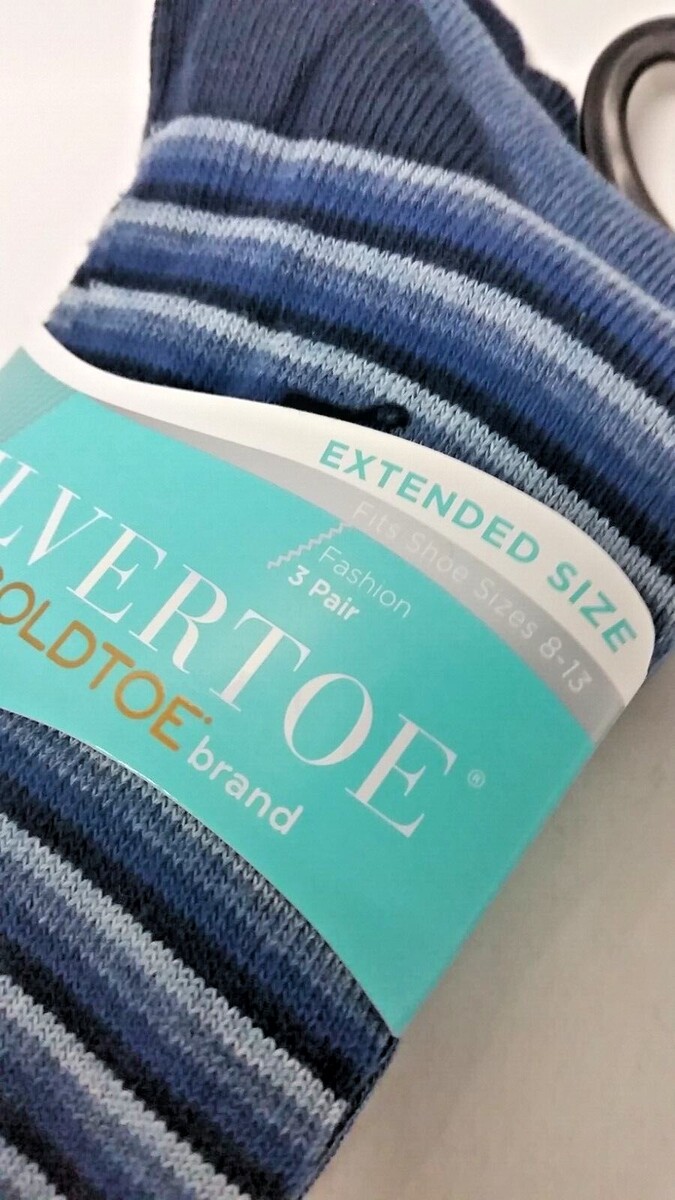 EXTENDED SIZE
Fits Shoe Sizes 8-13
Fashion
3 Pair
LVERTOE®
OLDTOE brand